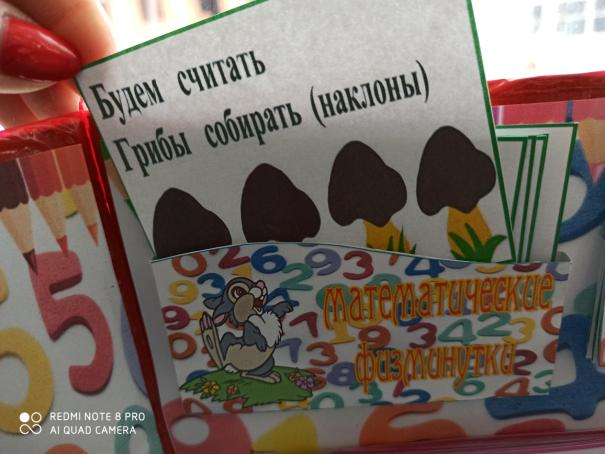 Будем считать
Грибы собирать (наклоны)
математические
физминутки
REDMI NOTE 8 PRO
AI QUAD CAMERA